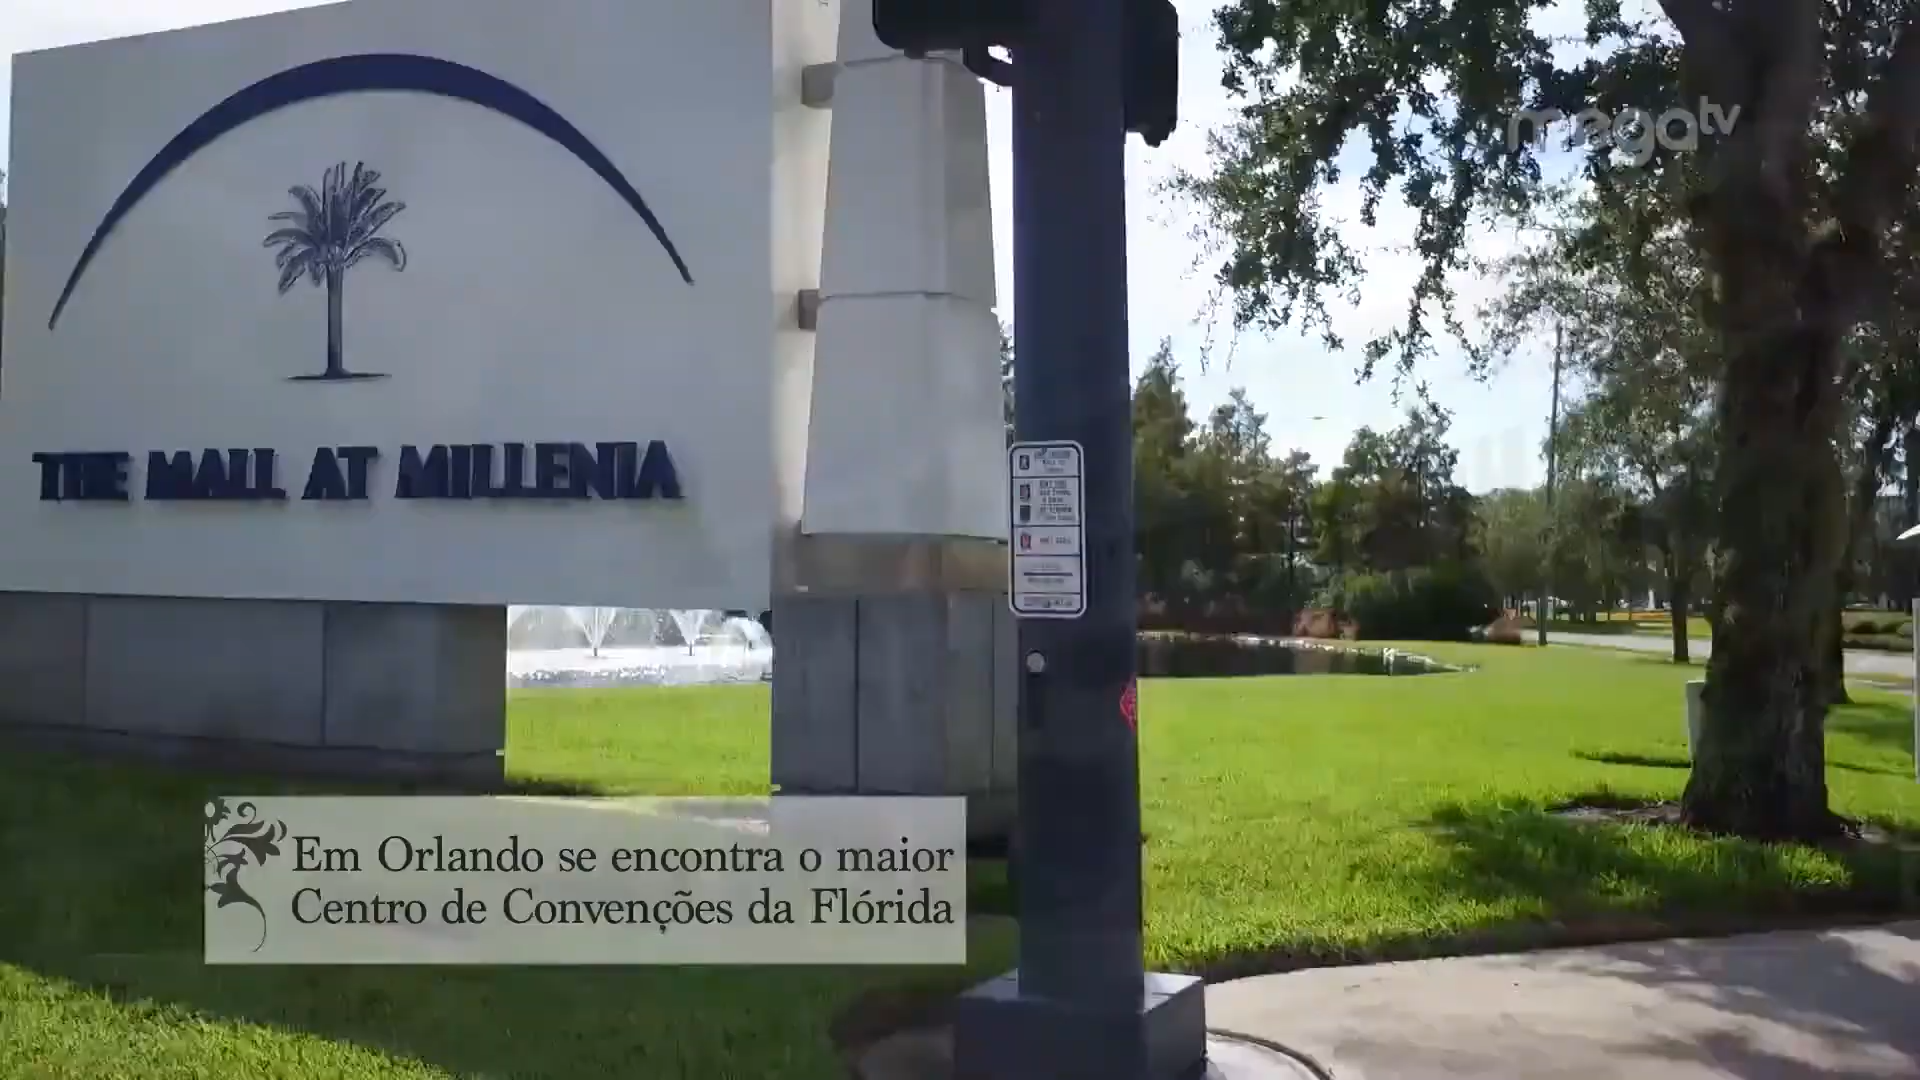 megatv
THE MALL AT MILLENIA
Em Orlando se encontra o maior
Centro de Convenções da Flórida